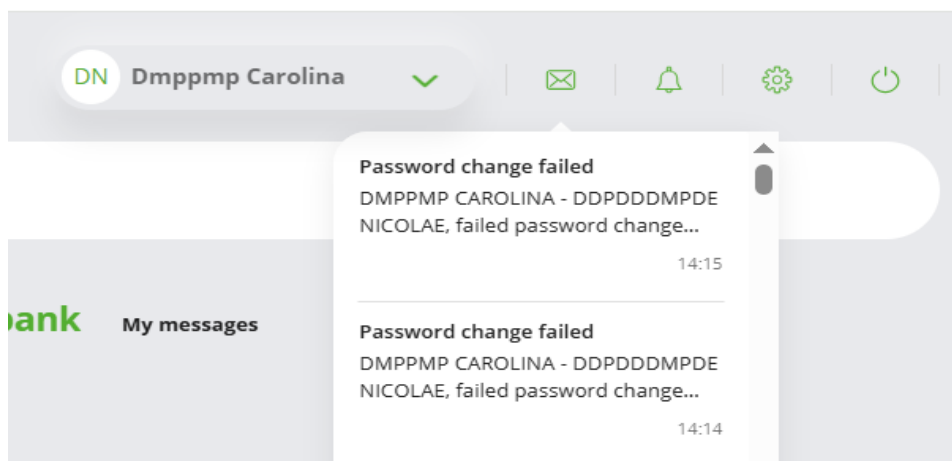 DN Dmppmp Carolina
Password change failed
DMPPMP CAROLINA - DDPDDDMPDE
NICOLAE, failed password change...
14:15
My messages
Password change failed
DMPPMP CAROLINA - DDPDDDMPDE
NICOLAE, failed password change...
14:14